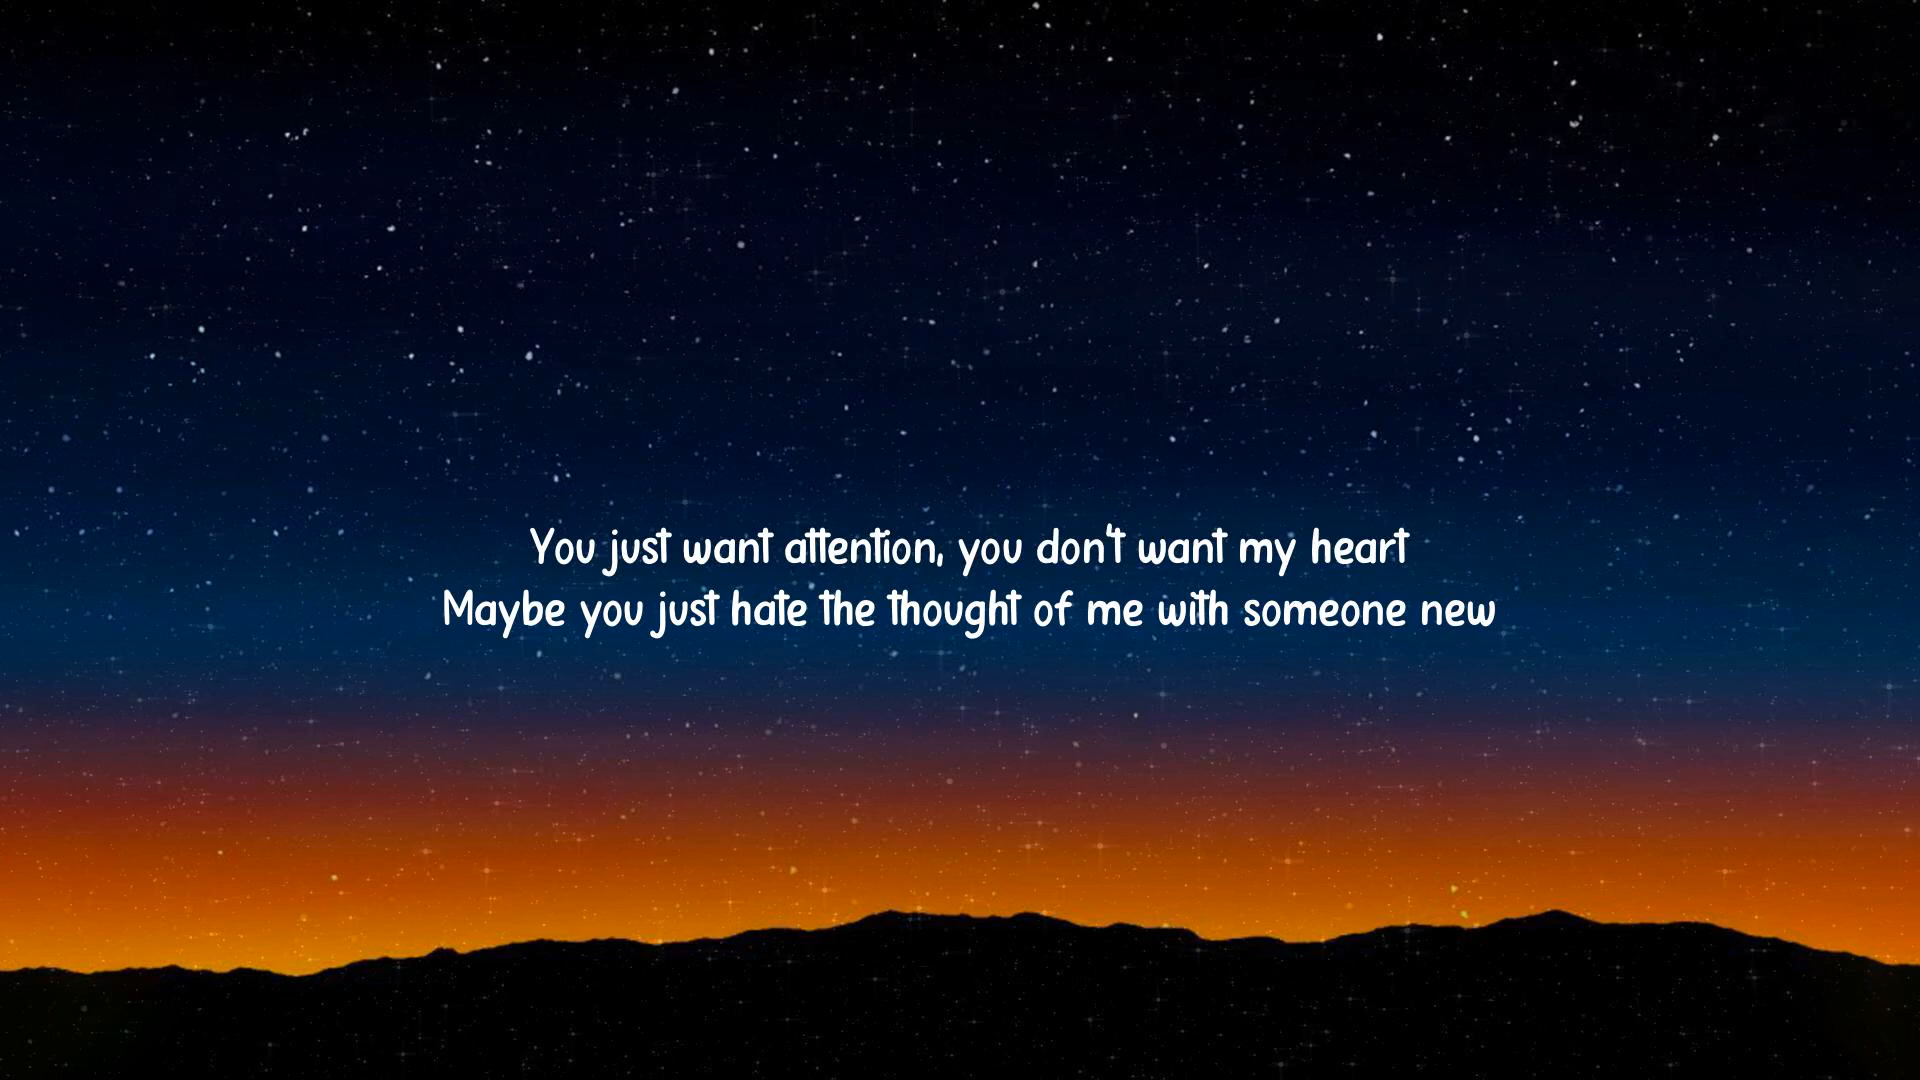 You just want attention, you don't want my heart
Maybe you just hate the thought of me with someone new